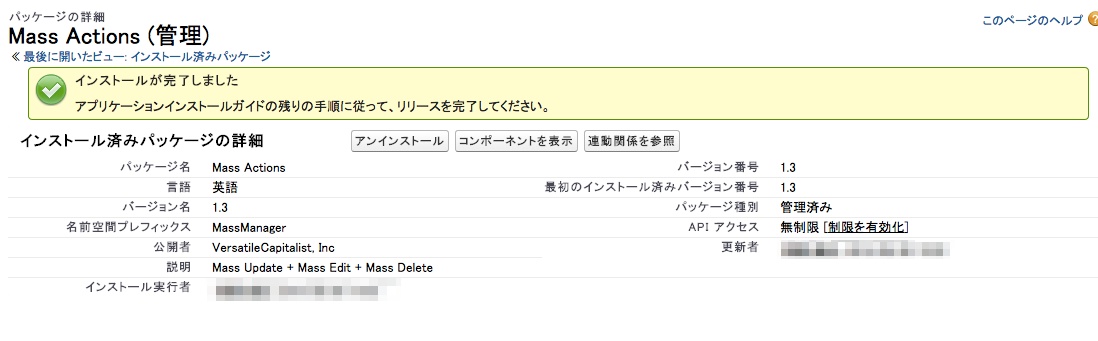 パッケージの詳細
Mass Actions (管理)
このページのヘルプ
≪ 最後に開いたビュー: インストール済みパッケージ
インストールが完了しました
アプリケーションインストールガイドの残りの手順に従って、リリースを完了してください。
インストール済みパッケージの詳細 アンインストール コンポーネントを表示 連動関係を参照
パッケージ名 Mass Actions バージョン番号 1.3
言語 英語 最初のインストール済みバージョン番号 1.3
バージョン名 1.3 パッケージ種別 管理済み
名前空間プレフィックス MassManager API アクセス 無制限 [制限を有効化]
公開者 VersatileCapitalist, Inc 更新者
説明 Mass Update + Mass Edit + Mass Delete
インストール実行者